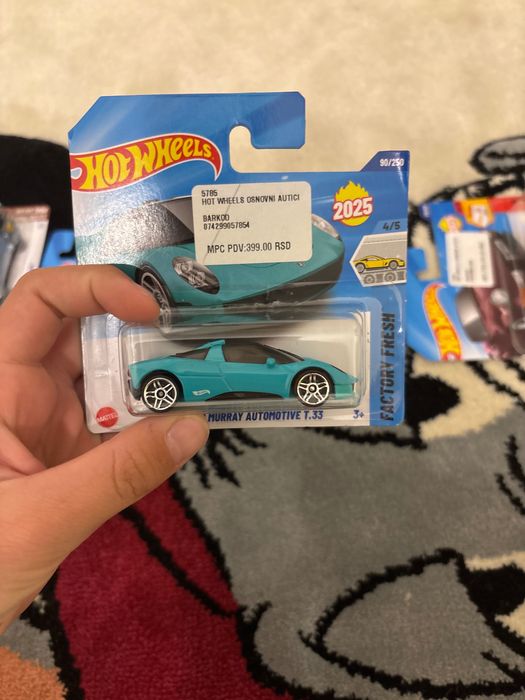 HOT WHEELS
90/250
5785
HOT WHEELS OSNOVNI AUTICI
BARKOD
074299057854
MPC PDV:399.00 RSD
2025
4/5
FACTORY FRESH
MATTEL
MURRAY AUTOMOTIVE T.33
3+